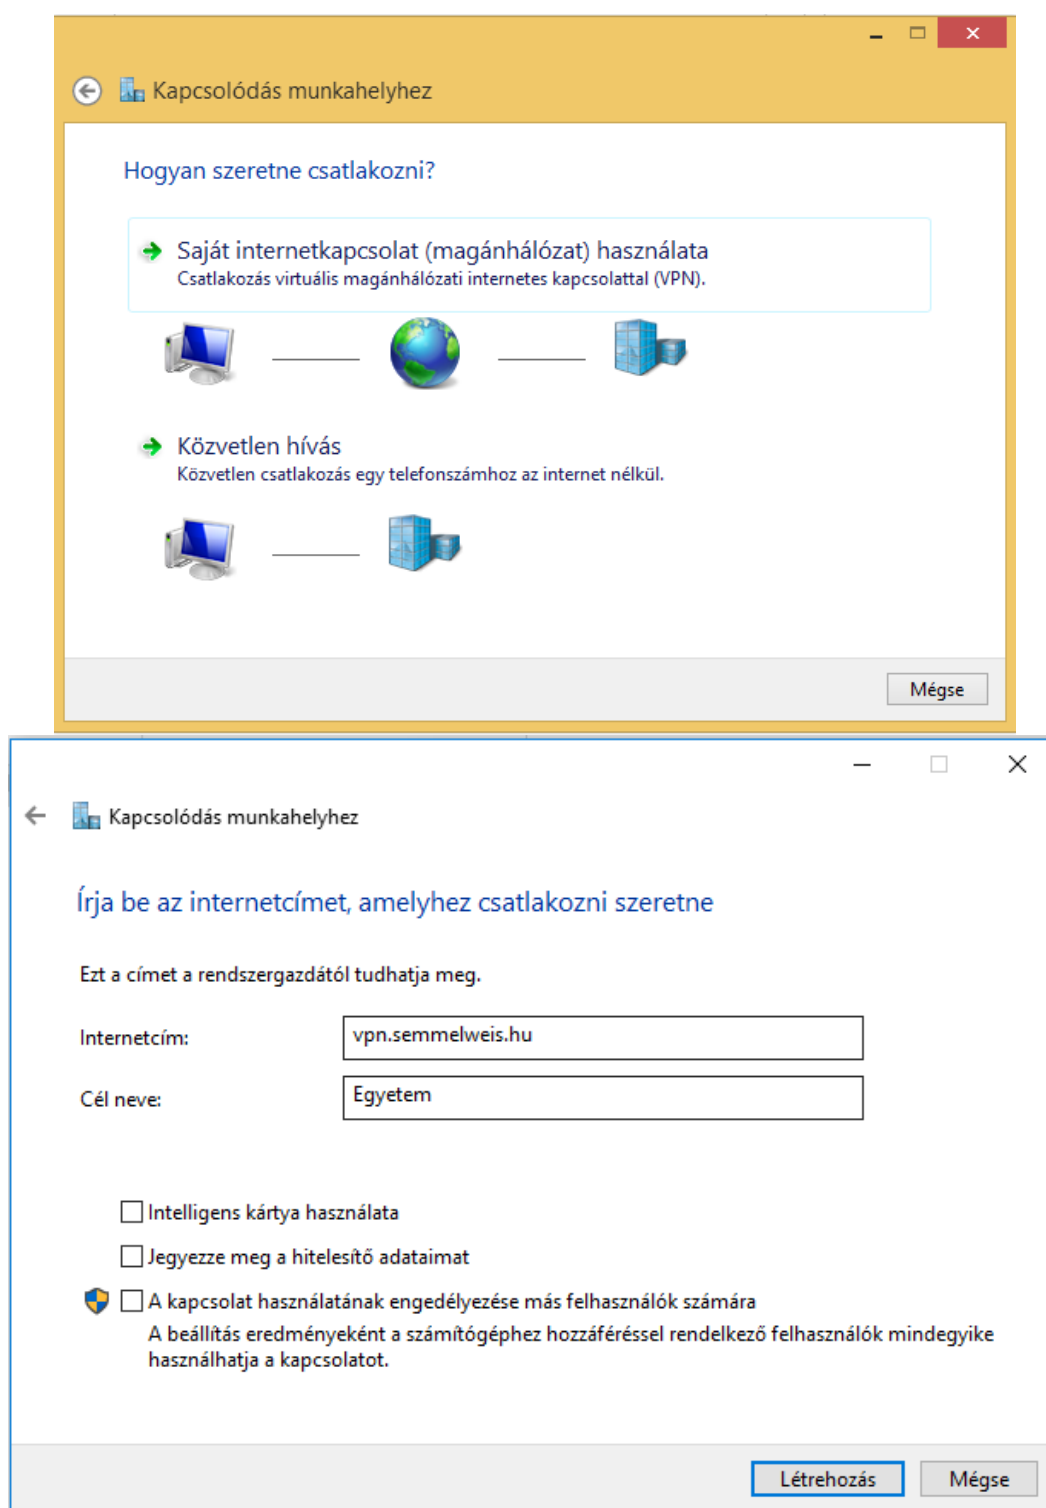 Kapcsolódás munkahelyhez
Hogyan szeretne csatlakozni?
Saját internetkapcsolat (magánhálózat) használata
Csatlakozás virtuális magánhálózati internetes kapcsolattal (VPN).
Közvetlen hívás
Közvetlen csatlakozás egy telefonszámhoz az internet nélkül.
Mégse
Kapcsolódás munkahelyhez
Írja be az internetcímet, amelyhez csatlakozni szeretne
Ezt a címet a rendszergazdától tudhatja meg.
Internetcím: vpn.semmelweis.hu
Cél neve: Egyetem
Intelligens kártya használata
Jegyezze meg a hitelesítő adataimat
A kapcsolat használatának engedélyezése más felhasználók számára
A beállítás eredményeként a számítógéphez hozzáféréssel rendelkező felhasználók mindegyike
használhatja a kapcsolatot.
Létrehozás Mégse